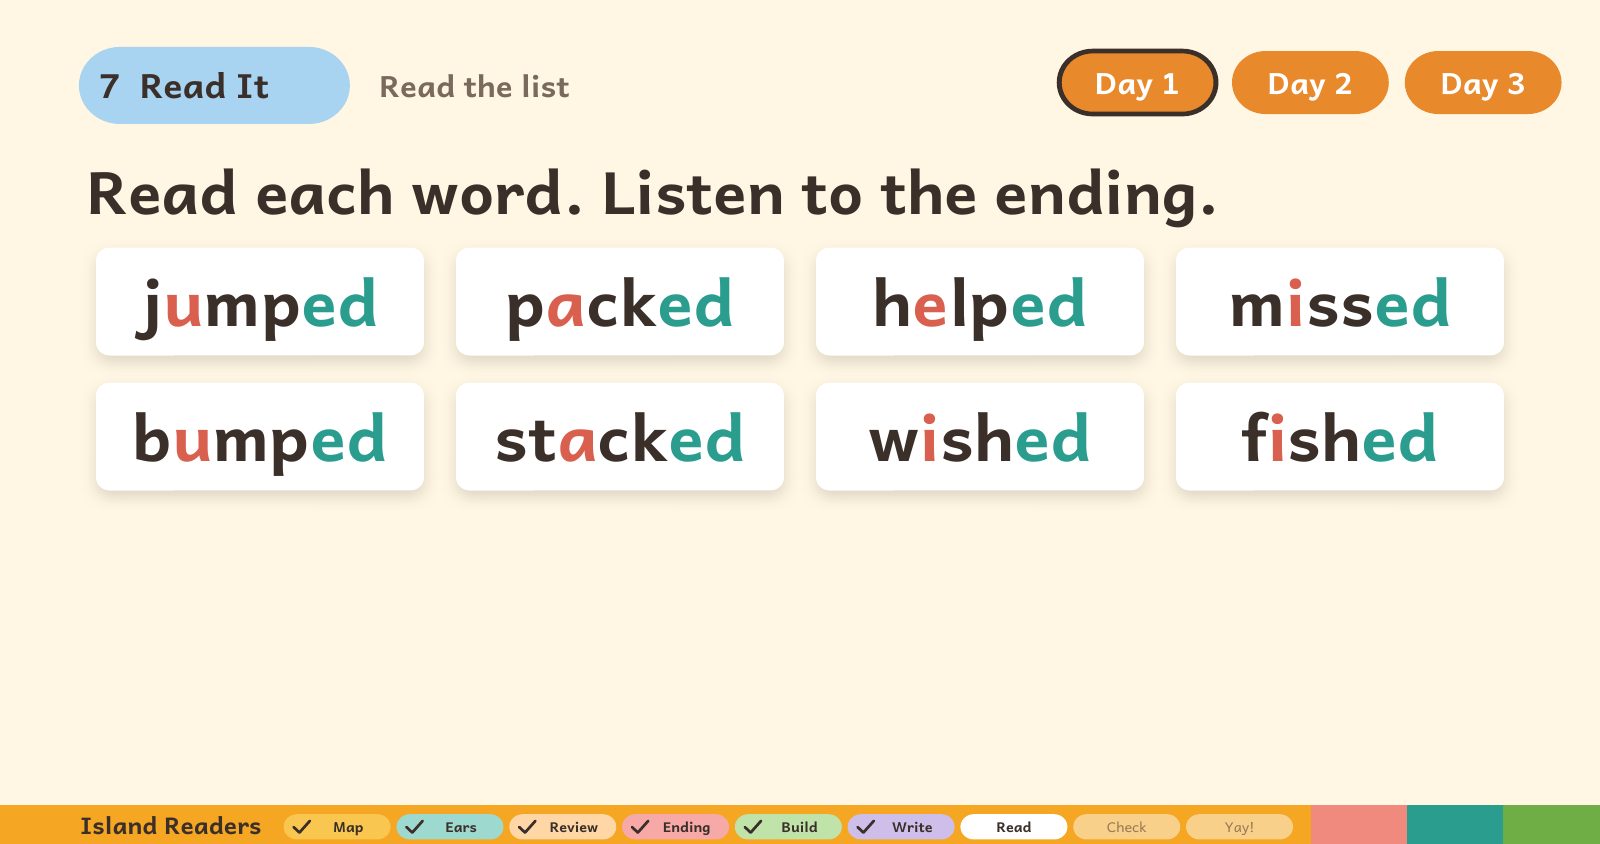 7 Read It Read the list Day 1 Day 2 Day 3
Read each word. Listen to the ending.
jumped packed helped missed
bumped stacked wished fished
Island Readers Map Ears Review Ending Build Write Read Check Yay!